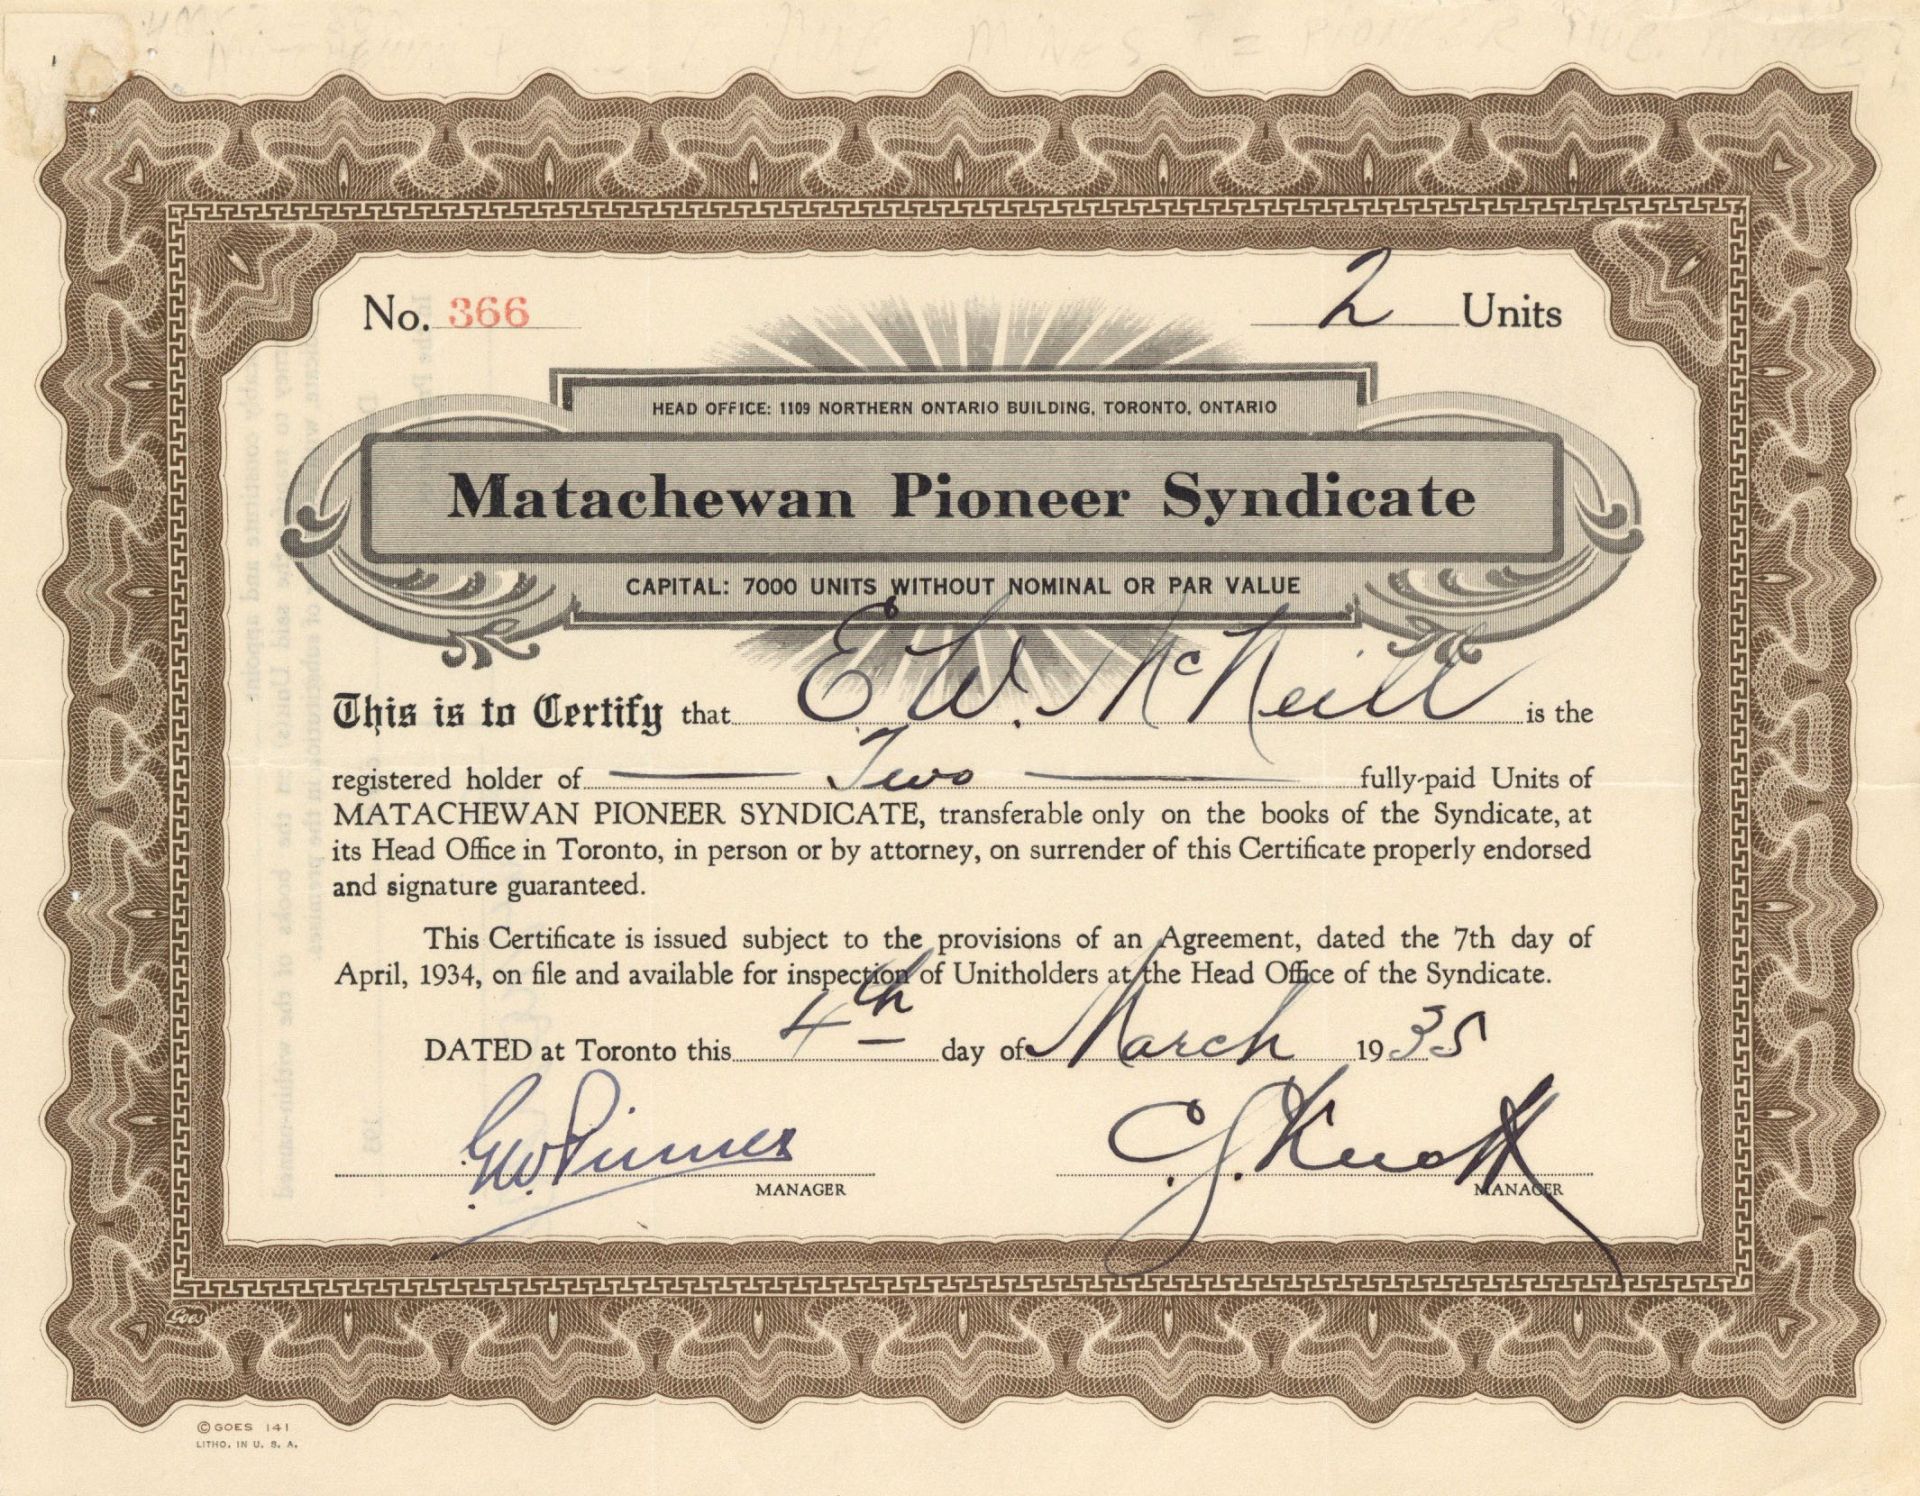 MINES = PIONEER
No. 366
2 Units
HEAD OFFICE: 1109 NORTHERN ONTARIO BUILDING, TORONTO, ONTARIO
Matachewan Pioneer Syndicate
CAPITAL: 7000 UNITS WITHOUT NOMINAL OR PAR VALUE
This is to Certify that E.W. McNeill is the
registered holder of Two fully-paid Units of
MATACHEWAN PIONEER SYNDICATE, transferable only on the books of the Syndicate, at
its Head Office in Toronto, in person or by attorney, on surrender of this Certificate properly endorsed
and signature guaranteed.
This Certificate is issued subject to the provisions of an Agreement, dated the 7th day of
April, 1934, on file and available for inspection of Unitholders at the Head Office of the Syndicate.
DATED at Toronto this 4th day of March 1935
MANAGER
MANAGER
Goes
© GOES 141
LITHO. IN U. S. A.